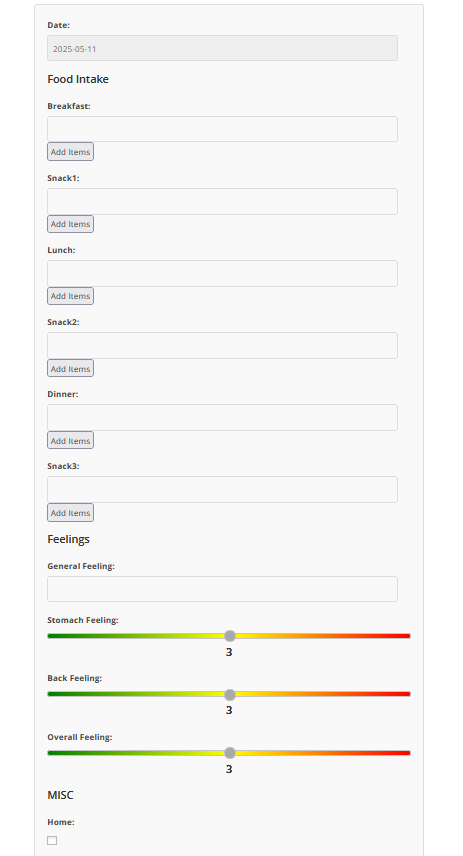 Date:
2025-05-11
Food Intake
Breakfast:
Add Items
Snack1:
Add Items
Lunch:
Add Items
Snack2:
Add Items
Dinner:
Add Items
Snack3:
Add Items
Feelings
General Feeling:
Stomach Feeling:
3
Back Feeling:
3
Overall Feeling:
3
MISC
Home: